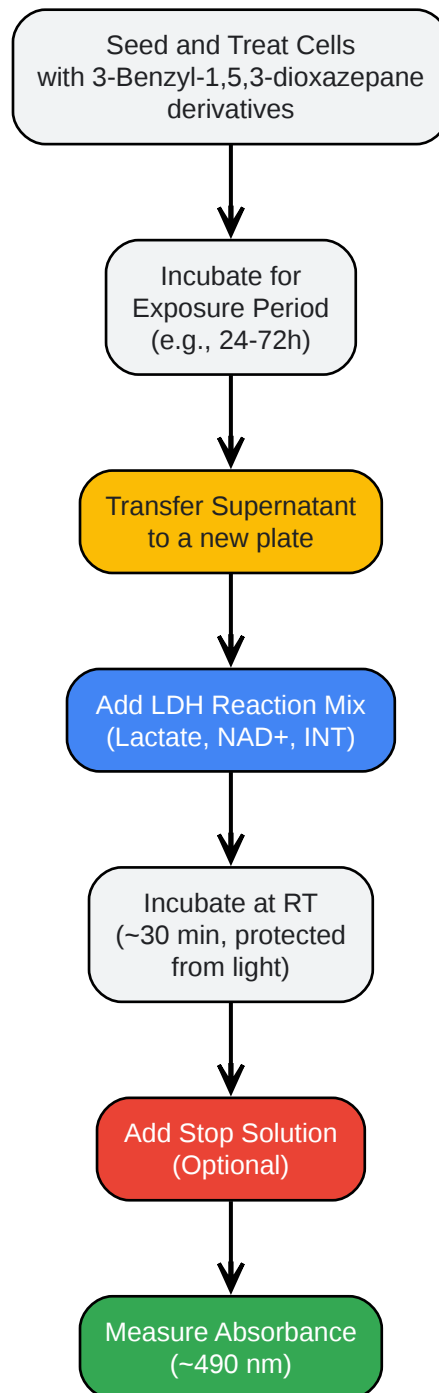 Seed and Treat Cells
with 3-Benzyl-1,5,3-dioxazepane
derivatives
Incubate for
Exposure Period
(e.g., 24-72h)
Transfer Supernatant
to a new plate
Add LDH Reaction Mix
(Lactate, NAD+, INT)
Incubate at RT
(~30 min, protected
from light)
Add Stop Solution
(Optional)
Measure Absorbance
(~490 nm)